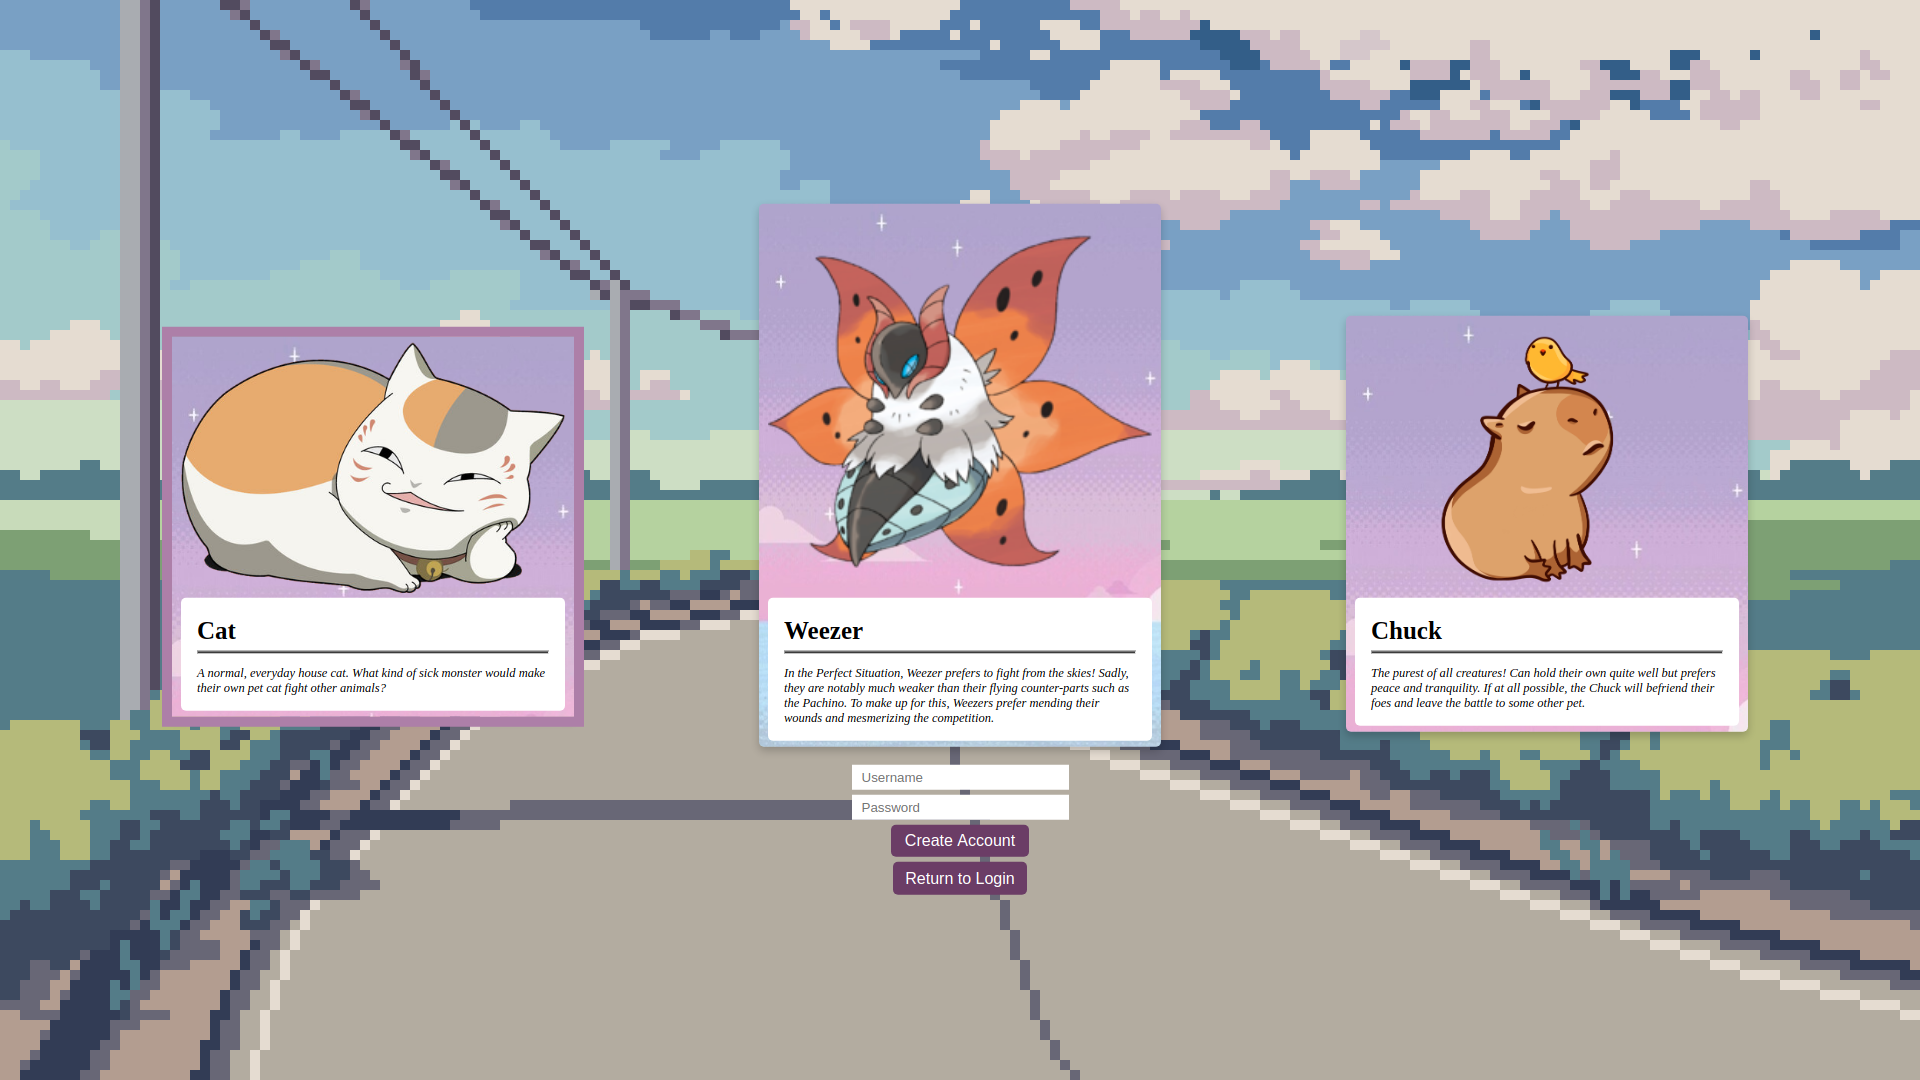 Cat
A normal, everyday house cat. What kind of sick monster would make
their own pet cat fight other animals?
Weezer
In the Perfect Situation, Weezer prefers to fight from the skies! Sadly,
they are notably much weaker than their flying counter-parts such as
the Pachino. To make up for this, Weezers prefer mending their
wounds and mesmerizing the competition.
Chuck
The purest of all creatures! Can hold their own quite well but prefers
peace and tranquility. If at all possible, the Chuck will befriend their
foes and leave the battle to some other pet.
Username
Password
Create Account
Return to Login